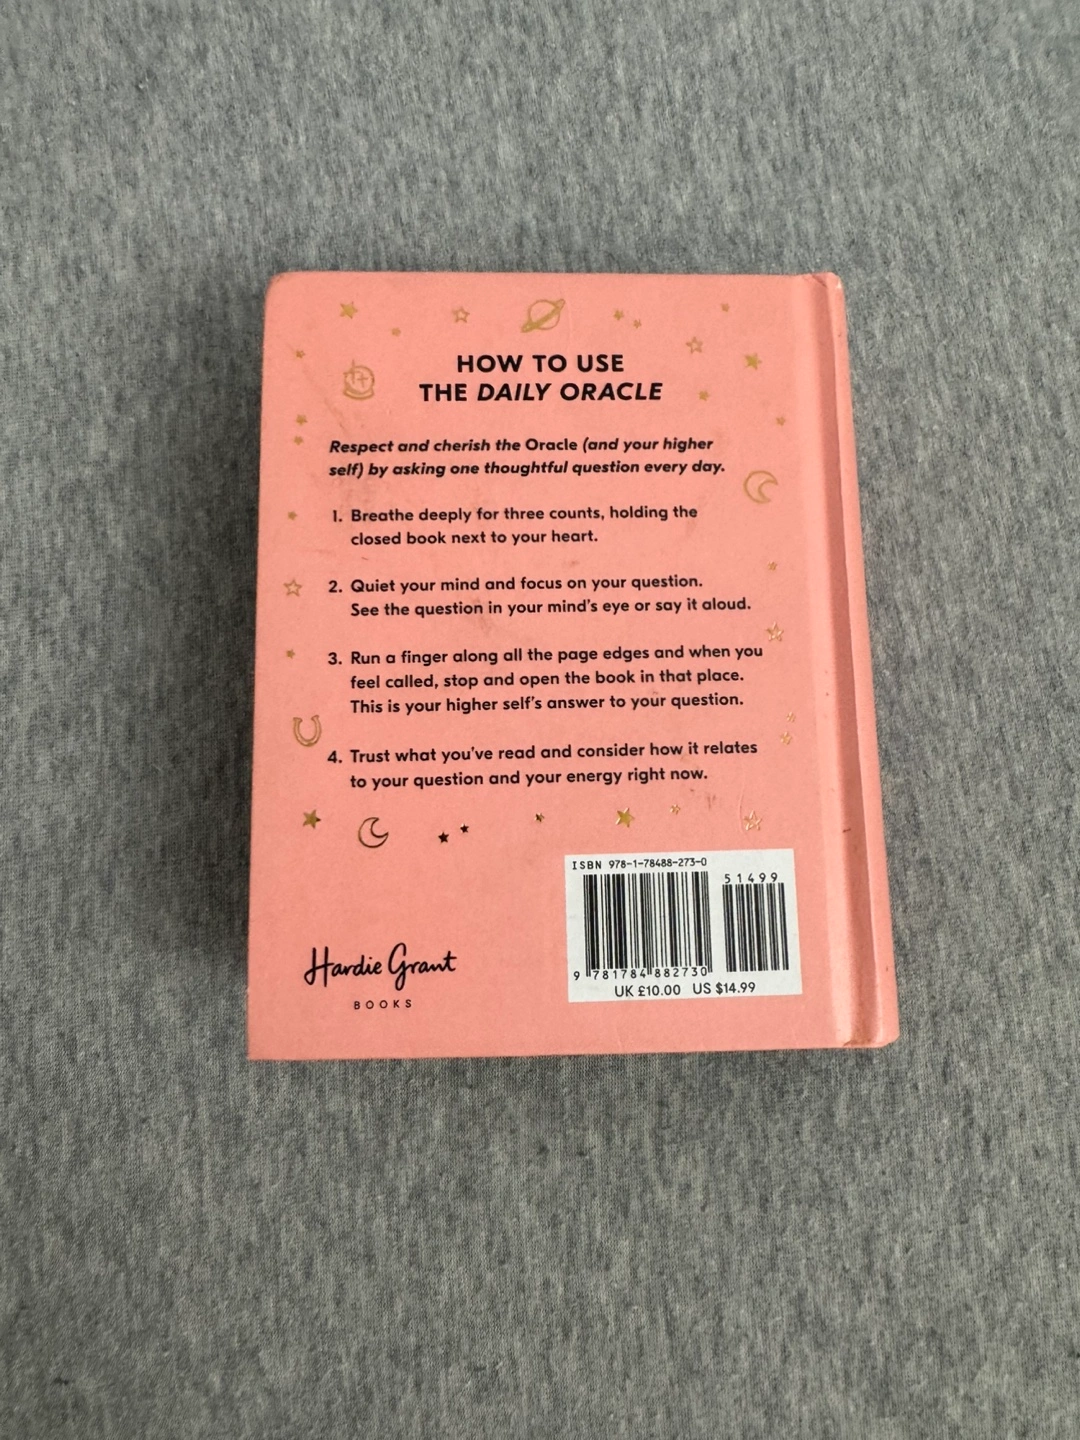 HOW TO USE
THE DAILY ORACLE
Respect and cherish the Oracle (and your higher
self) by asking one thoughtful question every day.
1. Breathe deeply for three counts, holding the
closed book next to your heart.
2. Quiet your mind and focus on your question.
See the question in your mind's eye or say it aloud.
3. Run a finger along all the page edges and when you
feel called, stop and open the book in that place.
This is your higher self's answer to your question.
4. Trust what you've read and consider how it relates
to your question and your energy right now.
ISBN 978-1-78488-273-0
51499
9 781784 882730
UK £10.00 US $14.99
Hardie Grant
BOOKS